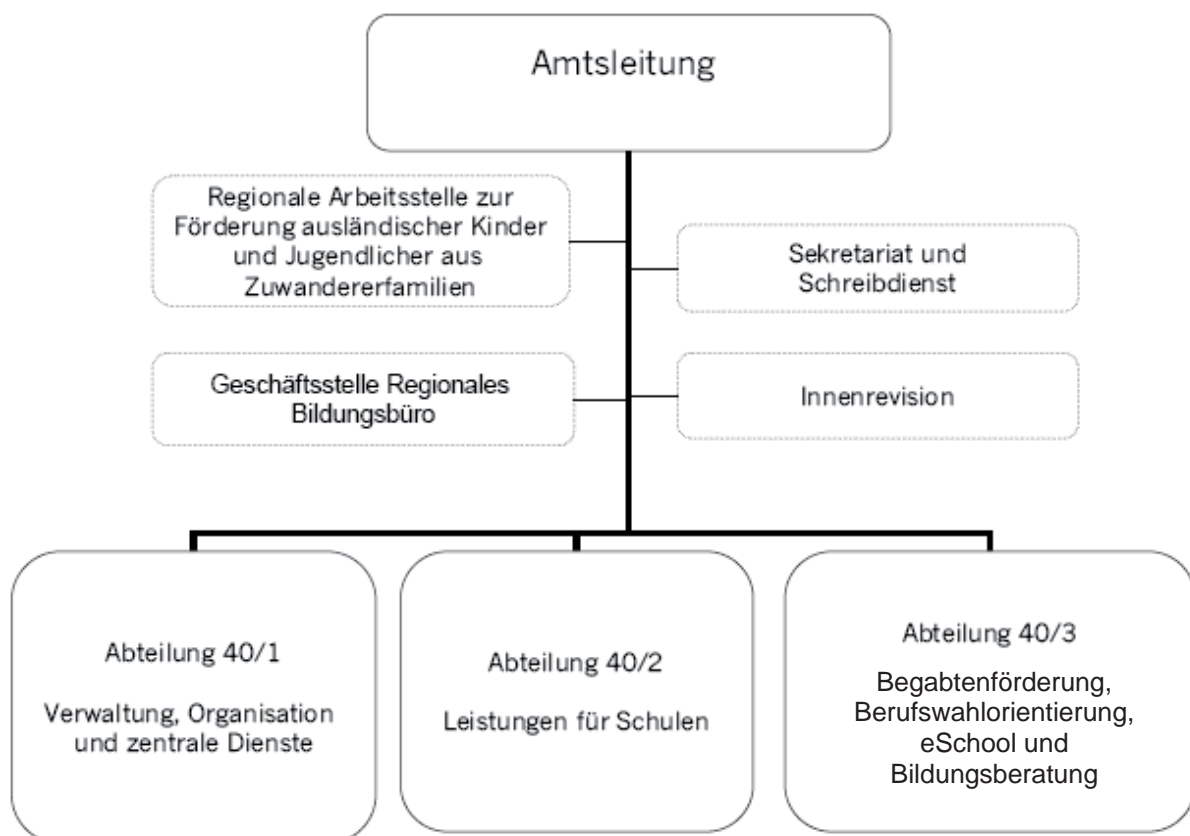 Amtsleitung
Regionale Arbeitsstelle zur
Förderung ausländischer Kinder
und Jugendlicher aus
Zuwandererfamilien
Sekretariat und
Schreibdienst
Geschäftsstelle Regionales
Bildungsbüro
Innenrevision
Abteilung 40/1
Verwaltung, Organisation
und zentrale Dienste
Abteilung 40/2
Leistungen für Schulen
Abteilung 40/3
Begabtenförderung,
Berufswahlorientierung,
eSchool und
Bildungsberatung